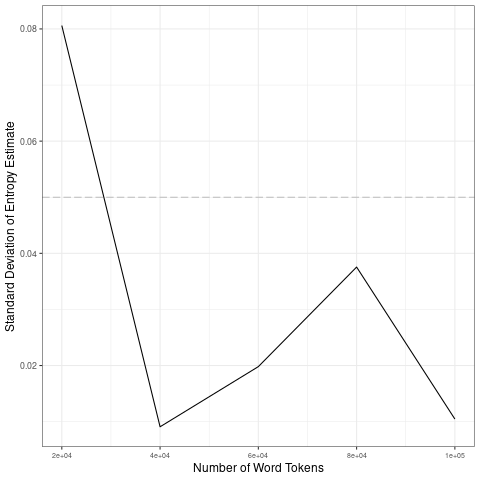 Standard Deviation of Entropy Estimate
0.08
0.06
0.04
0.02
2e+04 4e+04 6e+04 8e+04 1e+05
Number of Word Tokens